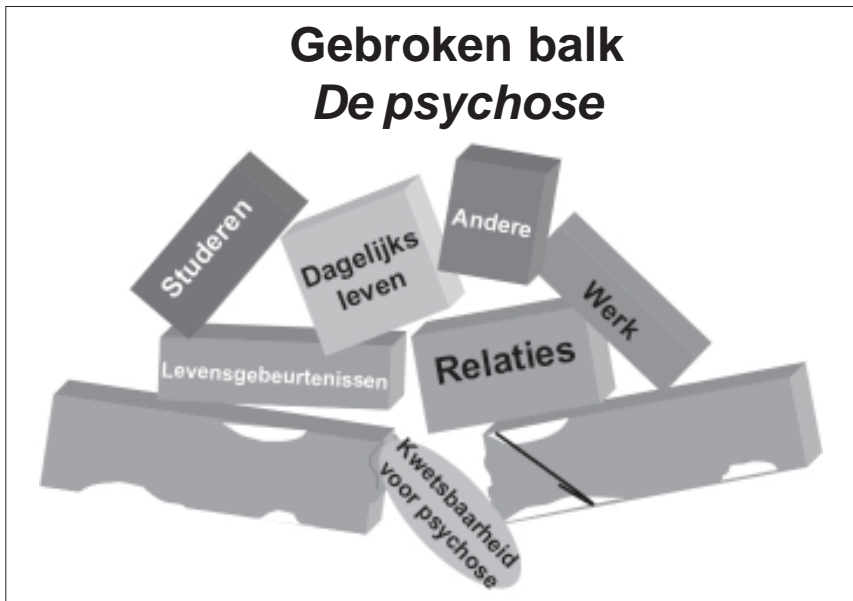 Gebroken balk
De psychose
Studeren
Dagelijks
leven
Andere
Werk
Levensgebeurtenissen
Relaties
Kwetsbaarheid
voor psychose